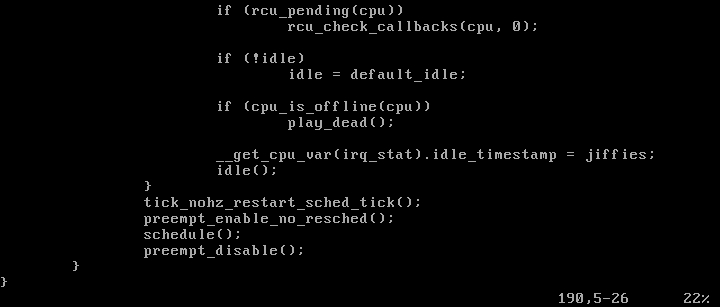 if (rcu_pending(cpu))
rcu_check_callbacks(cpu, 0);
if (!idle)
idle = default_idle;
if (cpu_is_offline(cpu))
play_dead();
__get_cpu_var(irq_stat).idle_timestamp = jiffies;
idle();
}
tick_nohz_restart_sched_tick();
preempt_enable_no_resched();
schedule();
preempt_disable();
}
}
190,5-26 22%